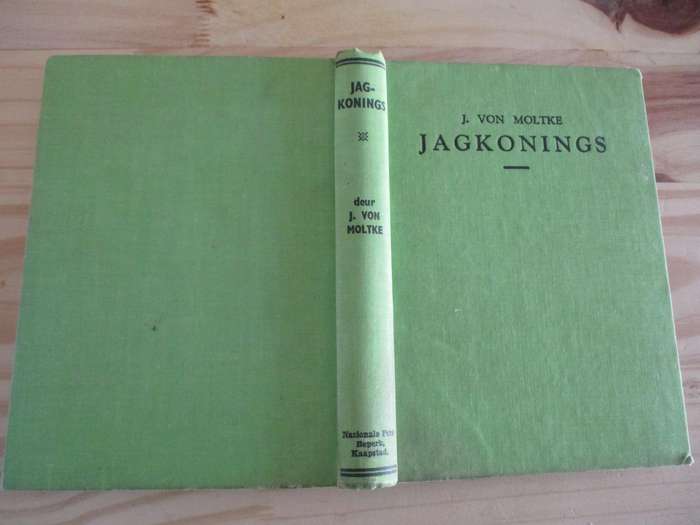 JAG-
KONINGS
deur
J. VON
MOLTKE
Nasionale Pers
Beperk,
Kaapstad.
J. VON MOLTKE
JAGKONINGS